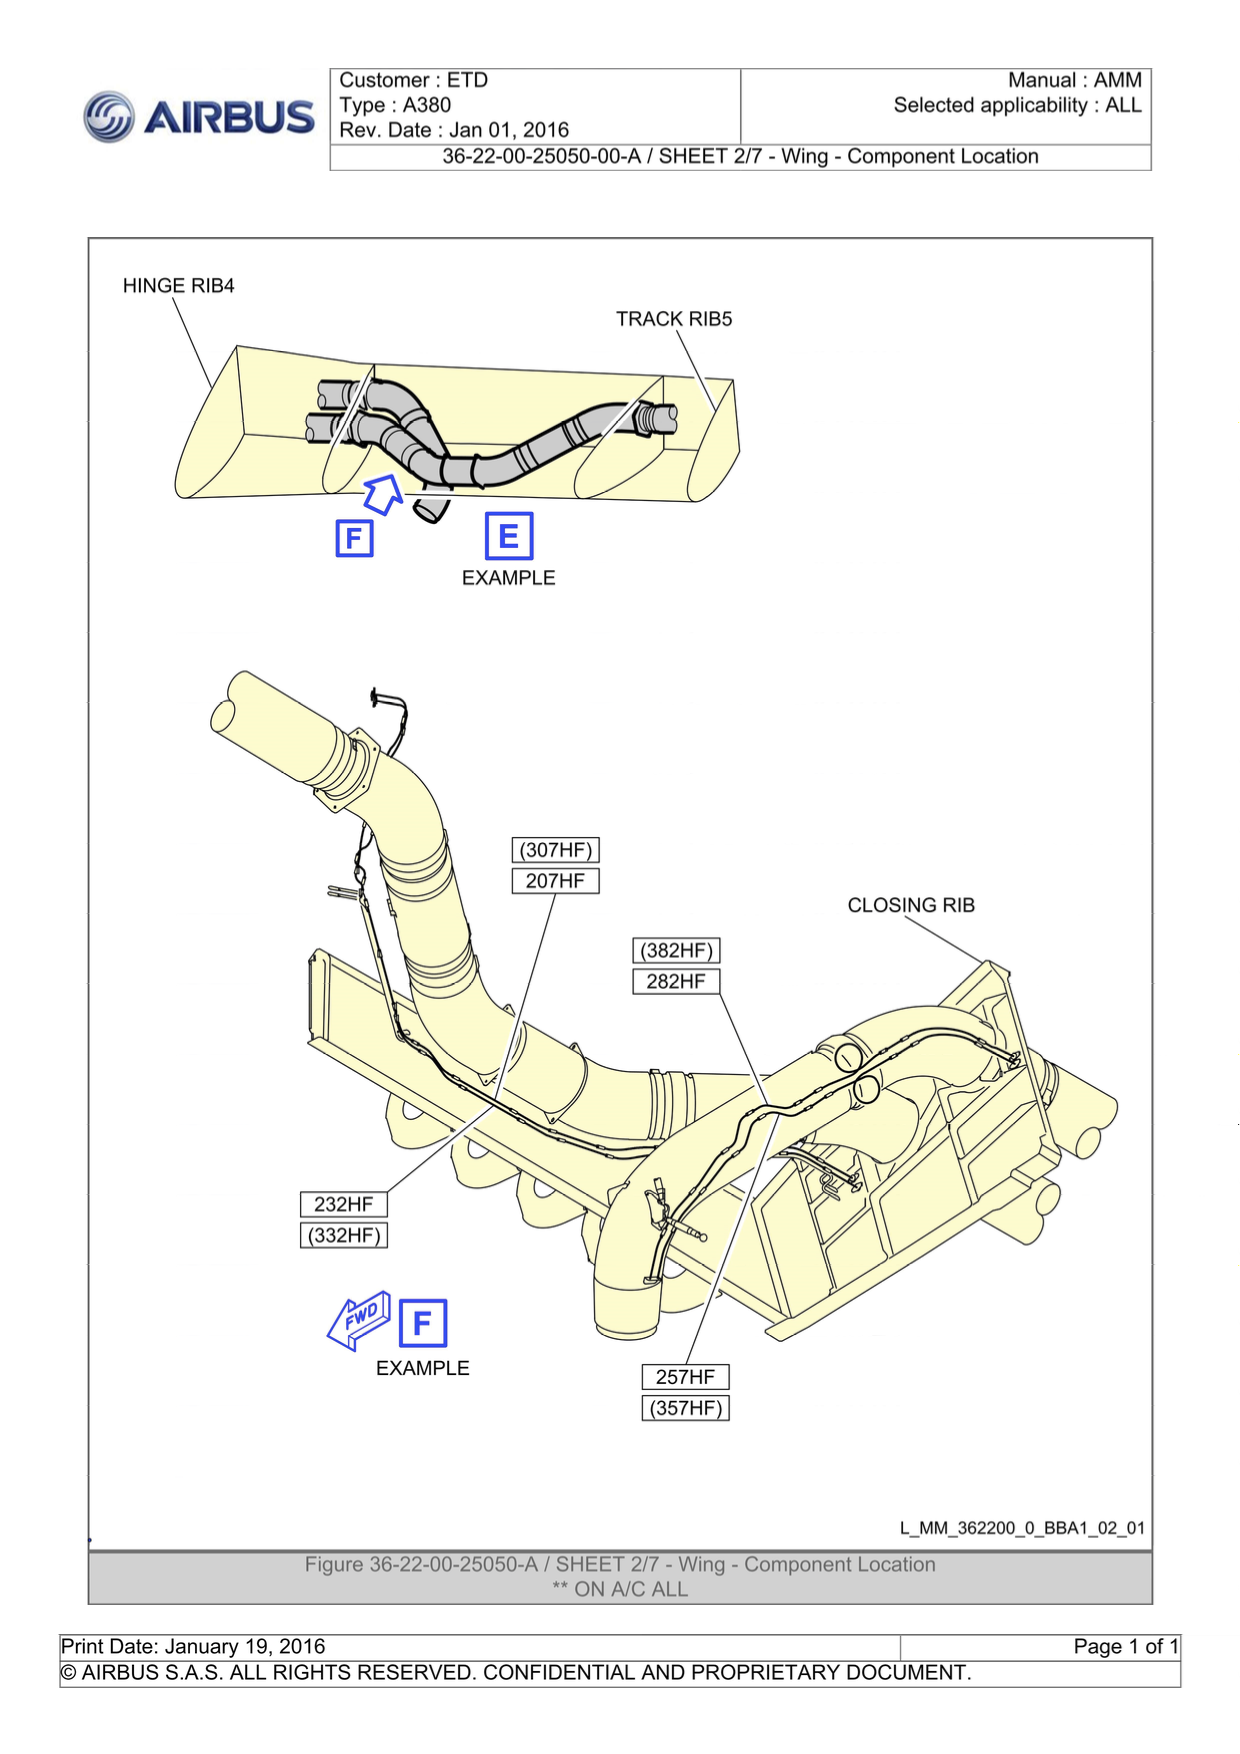 AIRBUS
Customer : ETD
Type : A380
Rev. Date : Jan 01, 2016
Manual : AMM
Selected applicability : ALL
36-22-00-25050-00-A / SHEET 2/7 - Wing - Component Location
HINGE RIB4
TRACK RIB5
F
E
EXAMPLE
(307HF)
207HF
CLOSING RIB
(382HF)
282HF
232HF
(332HF)
FWD
F
EXAMPLE
257HF
(357HF)
L_MM_362200_0_BBA1_02_01
Figure 36-22-00-25050-A / SHEET 2/7 - Wing - Component Location
** ON A/C ALL
Print Date: January 19, 2016
Page 1 of 1
© AIRBUS S.A.S. ALL RIGHTS RESERVED. CONFIDENTIAL AND PROPRIETARY DOCUMENT.